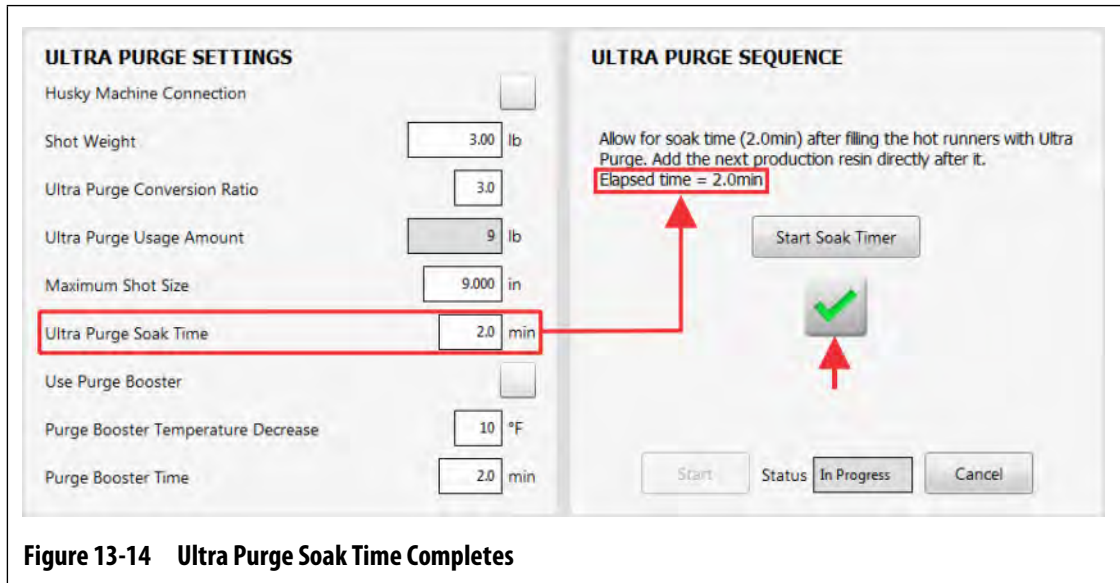 ULTRA PURGE SETTINGS
Husky Machine Connection
Shot Weight 3.00 lb
Ultra Purge Conversion Ratio 3.0
Ultra Purge Usage Amount 9 lb
Maximum Shot Size 9.000 in
Ultra Purge Soak Time 2.0 min
Use Purge Booster
Purge Booster Temperature Decrease 10 °F
Purge Booster Time 2.0 min
ULTRA PURGE SEQUENCE
Allow for soak time (2.0min) after filling the hot runners with Ultra
Purge. Add the next production resin directly after it.
Elapsed time = 2.0min
Start Soak Timer
Start Status In Progress Cancel
Figure 13-14 Ultra Purge Soak Time Completes